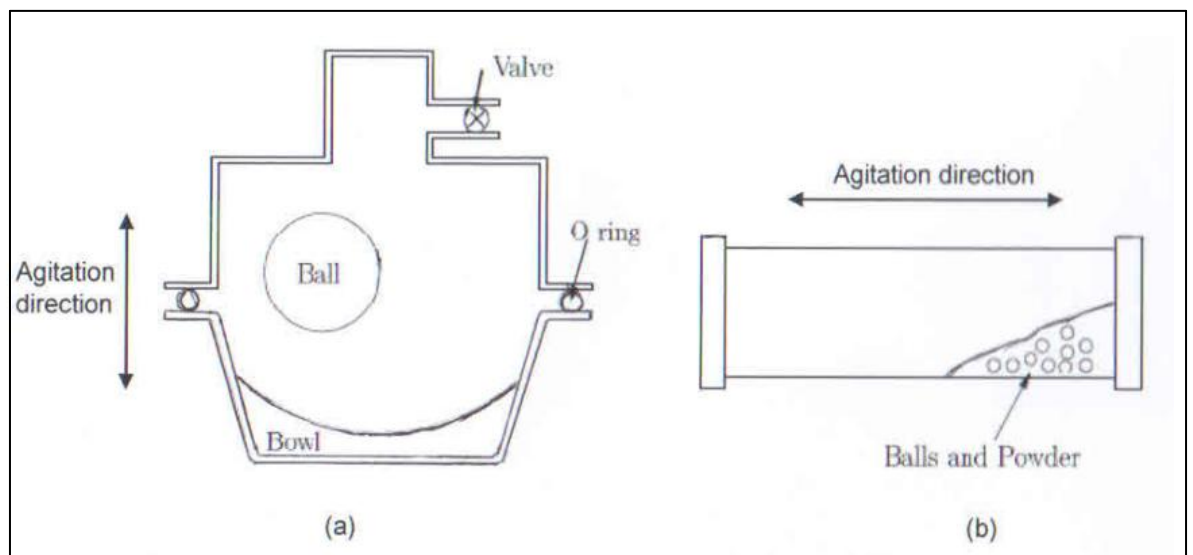 Valve
Agitation direction
O ring
Agitation
direction
Ball
Bowl
Balls and Powder
(a)
(b)